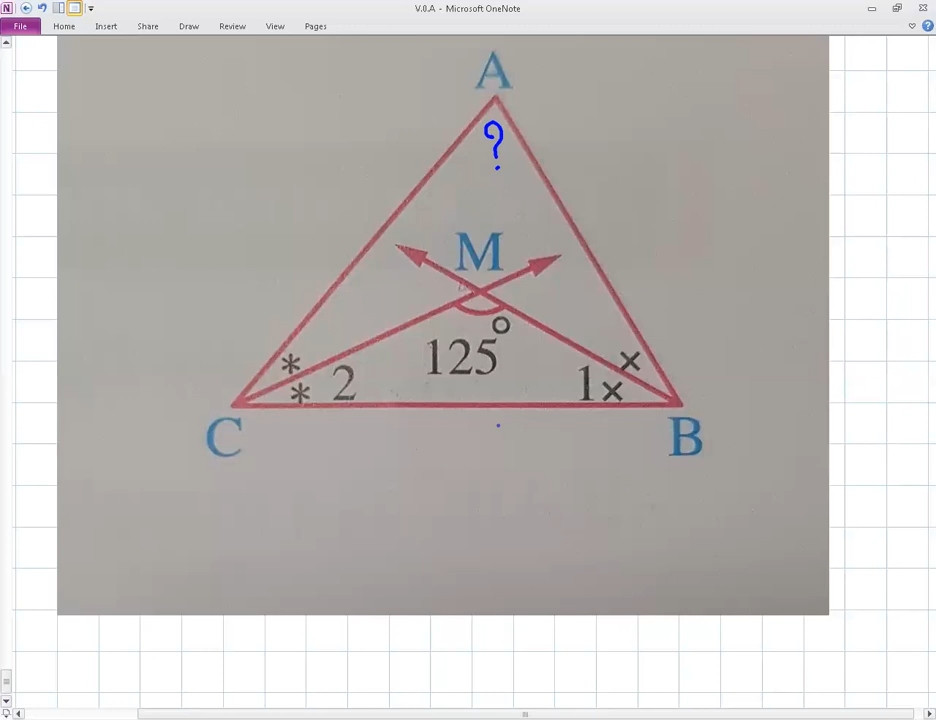 V.0.A - Microsoft OneNote
File Home Insert Share Draw Review View Pages
A
?
M
125°
* × 
* 2 1 ×
C B